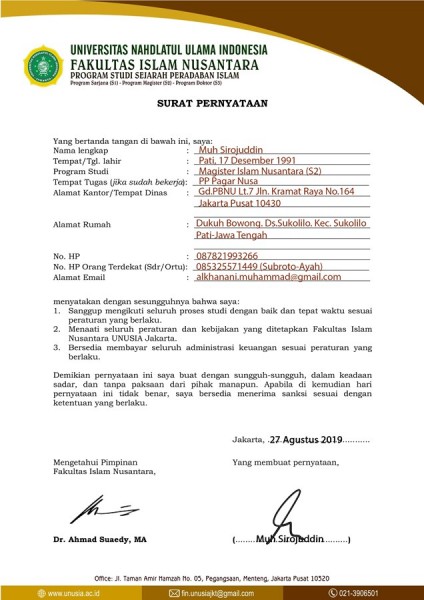 UNIVERSITAS NAHDLATUL ULAMA INDONESIA
FAKULTAS ISLAM NUSANTARA
PROGRAM STUDI SEJARAH PERADABAN ISLAM
Program Sarjana (S1) - Program Magister (S2) - Program Doktor (S3)
SURAT PERNYATAAN
Yang bertanda tangan di bawah ini, saya:
Nama lengkap : Muh Sirojuddin
Tempat/Tgl. lahir : Pati, 17 Desember 1991
Program Studi : Magister Islam Nusantara (S2)
Tempat Tugas (jika sudah bekerja): PP Pagar Nusa
Alamat Kantor/Tempat Dinas : Gd.PBNU Lt.7 Jln. Kramat Raya No.164
Jakarta Pusat 10430
Alamat Rumah : Dukuh Bowong, Ds.Sukolilo, Kec. Sukolilo
Pati-Jawa Tengah
No. HP : 087821993266
No. HP Orang Terdekat (Sdr/Ortu): 085325571449 (Subroto-Ayah)
Alamat Email : alkhanani.muhammad@gmail.com
menyatakan dengan sesungguhnya bahwa saya:
1. Sanggup mengikuti seluruh proses studi dengan baik dan tepat waktu sesuai
peraturan yang berlaku.
2. Menaati seluruh peraturan dan kebijakan yang ditetapkan Fakultas Islam
Nusantara UNUSIA Jakarta.
3. Bersedia membayar seluruh administrasi keuangan sesuai peraturan yang
berlaku.
Demikian pernyataan ini saya buat dengan sungguh-sungguh, dalam keadaan
sadar, dan tanpa paksaan dari pihak manapun. Apabila di kemudian hari
pernyataan ini tidak benar, saya bersedia menerima sanksi sesuai dengan
ketentuan yang berlaku.
Jakarta, .27 Agustus 2019...........
Mengetahui Pimpinan
Fakultas Islam Nusantara,
Yang membuat pernyataan,
Dr. Ahmad Suaedy, MA
(.......Muh Sirojuddin..........)
Office: Jl. Taman Amir Hamzah No. 05, Pegangsaan, Menteng, Jakarta Pusat 10320
www.unusia.ac.id
fin.unusiajkt@gmail.com
021-3906501